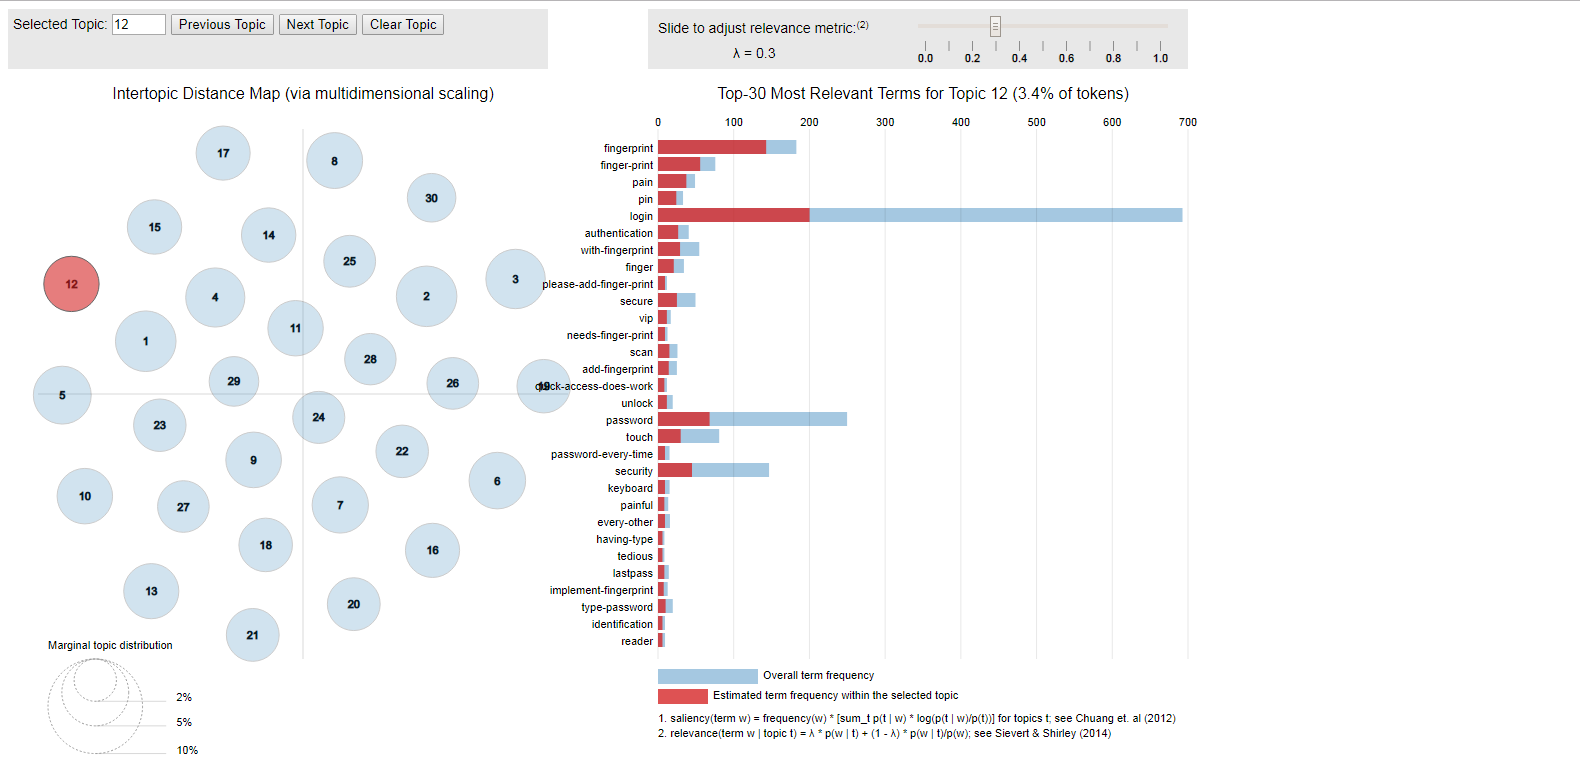 Selected Topic: 12 Previous Topic Next Topic Clear Topic
Slide to adjust relevance metric:(2)
λ = 0.3
0.0 0.2 0.4 0.6 0.8 1.0
Intertopic Distance Map (via multidimensional scaling)
17
8
30
15
14
25
12
4
2
3
11
1
28
29
26
19
5
24
23
22
9
6
10
27
7
18
16
13
20
21
Marginal topic distribution
2%
5%
10%
Top-30 Most Relevant Terms for Topic 12 (3.4% of tokens)
0 100 200 300 400 500 600 700
fingerprint
finger-print
pain
pin
login
authentication
with-fingerprint
finger
please-add-finger-print
secure
vip
needs-finger-print
scan
add-fingerprint
quick-access-does-work
unlock
password
touch
password-every-time
security
keyboard
painful
every-other
having-type
tedious
lastpass
implement-fingerprint
type-password
identification
reader
Overall term frequency
Estimated term frequency within the selected topic
1. saliency(term w) = frequency(w) * [sum_t p(t | w) * log(p(t | w)/p(t))] for topics t; see Chuang et. al (2012)
2. relevance(term w | topic t) = λ * p(w | t) + (1 - λ) * p(w | t)/p(w); see Sievert & Shirley (2014)